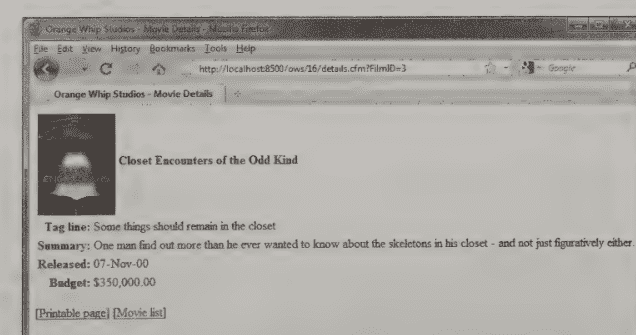 Orange Whip Studios - Movie Details - Mozilla Firefox
File Edit View History Bookmarks Tools Help
http://localhost:8500/ows/16/details.cfm?FilmID=3
Google
Orange Whip Studios - Movie Details
Closet Encounters of the Odd Kind
Tag line: Some things should remain in the closet
Summary: One man find out more than he ever wanted to know about the skeletons in his closet - and not just figuratively either.
Released: 07-Nov-00
Budget: $350,000.00
[Printable page] [Movie list]